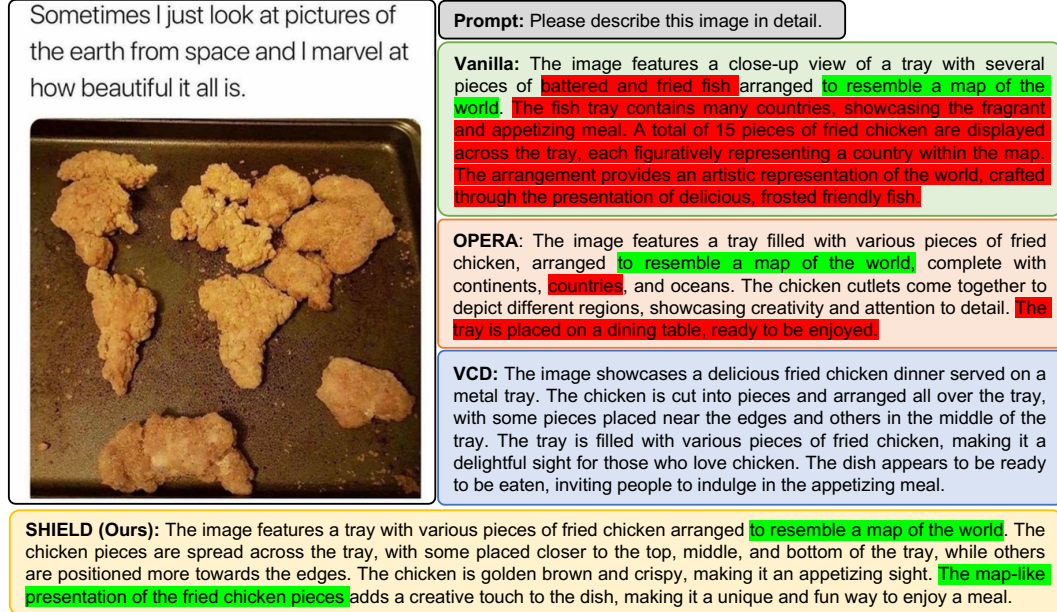 Sometimes I just look at pictures of
the earth from space and I marvel at
how beautiful it all is.
Prompt: Please describe this image in detail.
Vanilla: The image features a close-up view of a tray with several
pieces of battered and fried fish arranged to resemble a map of the
world. The fish tray contains many countries, showcasing the fragrant
and appetizing meal. A total of 15 pieces of fried chicken are displayed
across the tray, each figuratively representing a country within the map.
The arrangement provides an artistic representation of the world, crafted
through the presentation of delicious, frosted friendly fish.
OPERA: The image features a tray filled with various pieces of fried
chicken, arranged to resemble a map of the world, complete with
continents, countries, and oceans. The chicken cutlets come together to
depict different regions, showcasing creativity and attention to detail. The
tray is placed on a dining table, ready to be enjoyed.
VCD: The image showcases a delicious fried chicken dinner served on a
metal tray. The chicken is cut into pieces and arranged all over the tray,
with some pieces placed near the edges and others in the middle of the
tray. The tray is filled with various pieces of fried chicken, making it a
delightful sight for those who love chicken. The dish appears to be ready
to be eaten, inviting people to indulge in the appetizing meal.
SHIELD (Ours): The image features a tray with various pieces of fried chicken arranged to resemble a map of the world. The
chicken pieces are spread across the tray, with some placed closer to the top, middle, and bottom of the tray, while others
are positioned more towards the edges. The chicken is golden brown and crispy, making it an appetizing sight. The map-like
presentation of the fried chicken pieces adds a creative touch to the dish, making it a unique and fun way to enjoy a meal.